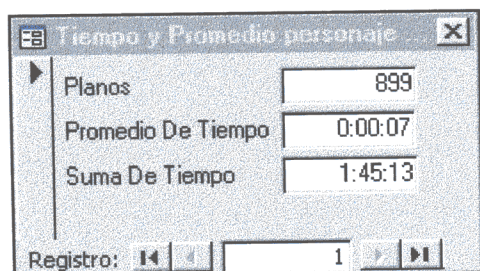 Tiempo y Promedio personaje ...
Planos 899
Promedio De Tiempo 0:00:07
Suma De Tiempo 1:45:13
Registro: 1